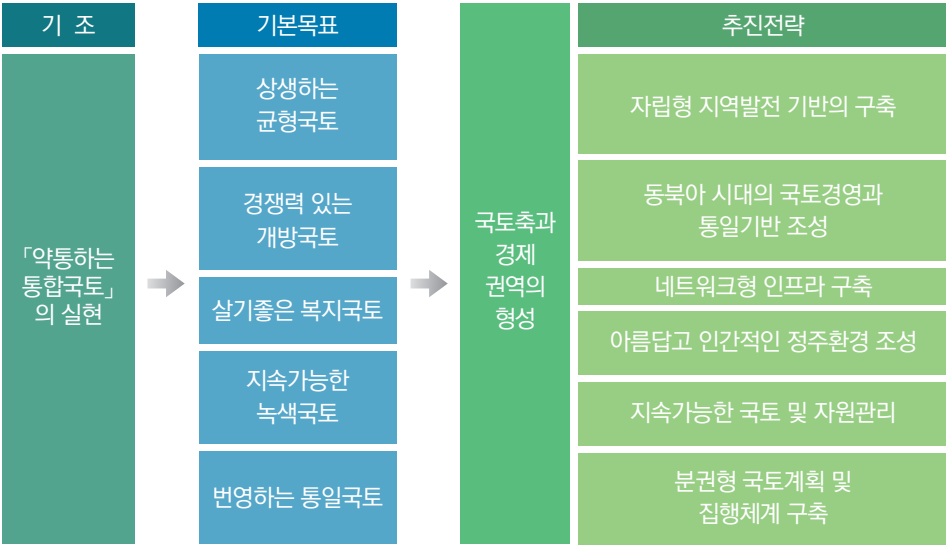 기 조
「약통하는
통합국토」
의 실현
기본목표
상생하는
균형국토
경쟁력 있는
개방국토
살기좋은 복지국토
지속가능한
녹색국토
번영하는 통일국토
국토축과
경제
권역의
형성
추진전략
자립형 지역발전 기반의 구축
동북아 시대의 국토경영과
통일기반 조성
네트워크형 인프라 구축
아름답고 인간적인 정주환경 조성
지속가능한 국토 및 자원관리
분권형 국토계획 및
집행체계 구축